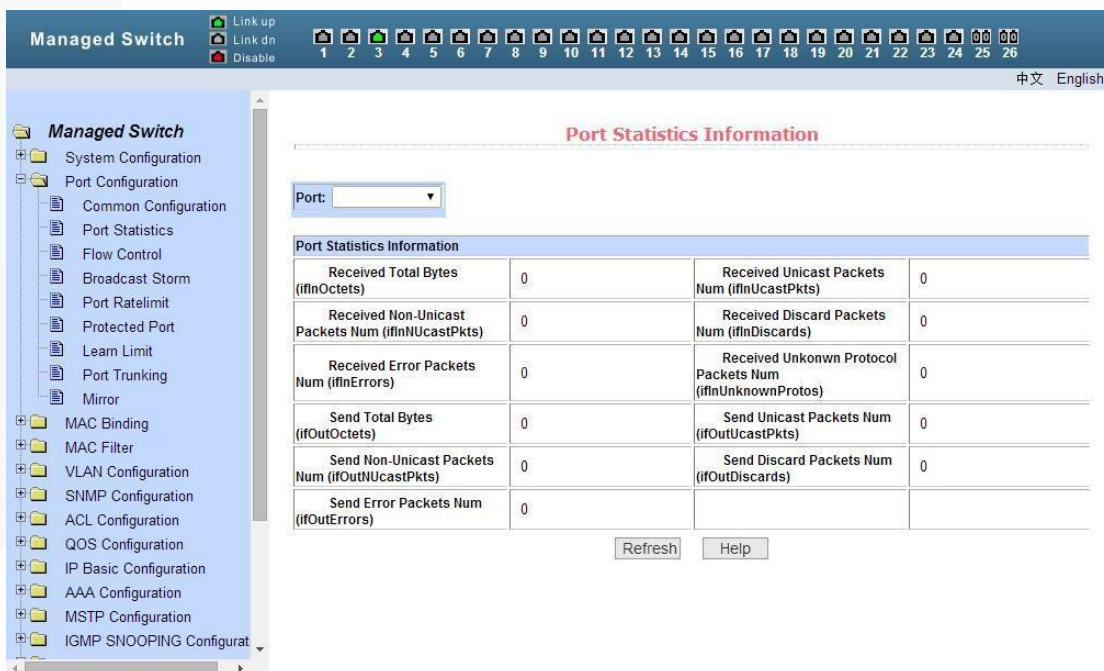 Managed Switch
Link up
Link dn
Disable
1 2 3 4 5 6 7 8 9 10 11 12 13 14 15 16 17 18 19 20 21 22 23 24 25 26
中文 English
Managed Switch
System Configuration
Port Configuration
Common Configuration
Port Statistics
Flow Control
Broadcast Storm
Port Ratelimit
Protected Port
Learn Limit
Port Trunking
Mirror
MAC Binding
MAC Filter
VLAN Configuration
SNMP Configuration
ACL Configuration
QOS Configuration
IP Basic Configuration
AAA Configuration
MSTP Configuration
IGMP SNOOPING Configurat
Port Statistics Information
Port:
Port Statistics Information
Received Total Bytes
(ifInOctets)
0
Received Unicast Packets
Num (ifInUcastPkts)
0
Received Non-Unicast
Packets Num (ifInNUcastPkts)
0
Received Discard Packets
Num (ifInDiscards)
0
Received Error Packets
Num (ifInErrors)
0
Received Unkonwn Protocol
Packets Num
(ifInUnknownProtos)
0
Send Total Bytes
(ifOutOctets)
0
Send Unicast Packets Num
(ifOutUcastPkts)
0
Send Non-Unicast Packets
Num (ifOutNUcastPkts)
0
Send Discard Packets Num
(ifOutDiscards)
0
Send Error Packets Num
(ifOutErrors)
0
Refresh Help